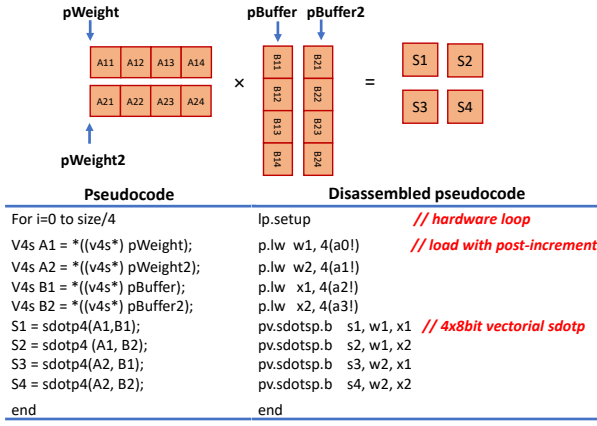 pWeight pBuffer pBuffer2
A11 A12 A13 A14
A21 A22 A23 A24
pWeight2
×
B11 B12 B13 B14
B21 B22 B23 B24
=
S1 S2
S3 S4
Pseudocode Disassembled pseudocode
For i=0 to size/4 lp.setup // hardware loop
V4s A1 = *((v4s*) pWeight); p.lw w1, 4(a0!) // load with post-increment
V4s A2 = *((v4s*) pWeight2); p.lw w2, 4(a1!)
V4s B1 = *((v4s*) pBuffer); p.lw x1, 4(a2!)
V4s B2 = *((v4s*) pBuffer2); p.lw x2, 4(a3!)
S1 = sdotp4(A1,B1); pv.sdotsp.b s1, w1, x1 // 4x8bit vectorial sdotp
S2 = sdotp4 (A1, B2); pv.sdotsp.b s2, w1, x2
S3 = sdotp4(A2, B1); pv.sdotsp.b s3, w2, x1
S4 = sdotp4(A2, B2); pv.sdotsp.b s4, w2, x2
end end